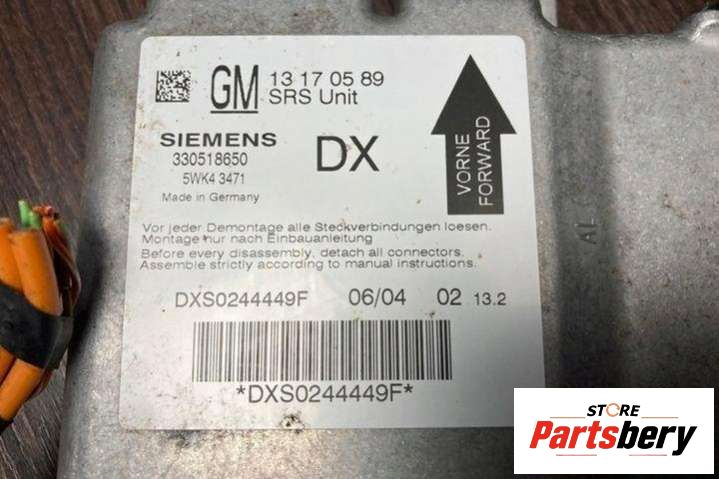 GM 13 17 05 89
SRS Unit
SIEMENS
330518650
5WK4 3471
Made in Germany
DX
VORNE
FORWARD
Vor jeder Demontage alle Steckverbindungen loesen.
Montage nur nach Einbauanleitung
Before every disassembly, detach all connectors.
Assemble strictly according to manual instructions.
DXS0244449F 06/04 02 13.2
*DXS0244449F*
AL
STORE
Partsbery